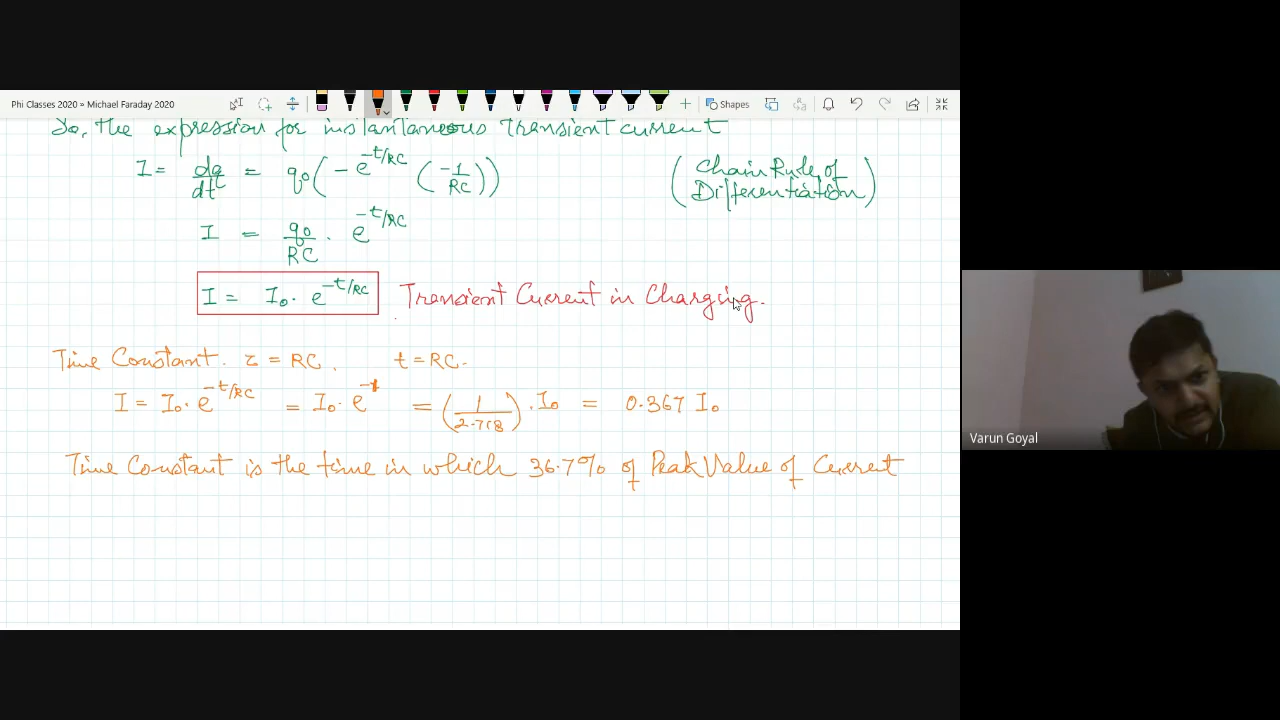 Phi Classes 2020 » Michael Faraday 2020
Shapes
So, the expression for instantaneous Transient current
I = dq/dt = q₀(-e^(-t/RC) (-1/RC))
(Chain Rule of Differentiation)
I = q₀/RC · e^(-t/RC)
I = I₀ · e^(-t/RC) Transient Current in Charging.
Time Constant. τ = RC. t = RC.
I = I₀ · e^(-t/RC) = I₀ · e^(-1) = (1/2.718) · I₀ = 0.367 I₀
Time Constant is the time in which 36.7% of Peak Value of Current
Varun Goyal